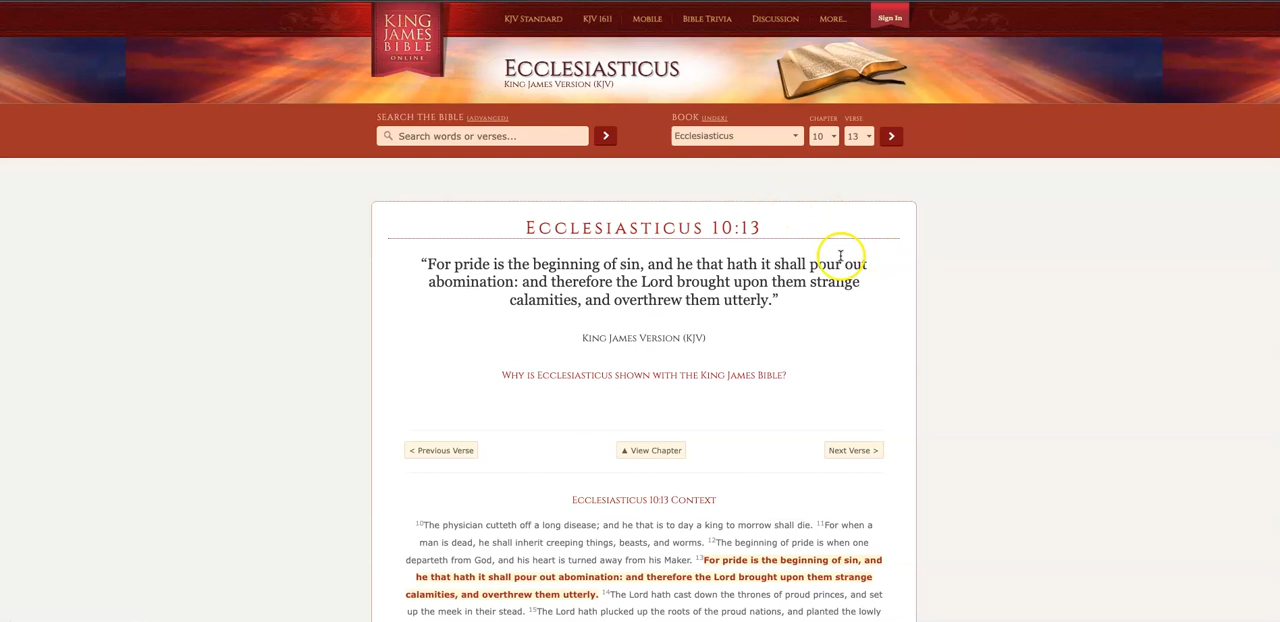 KING
JAMES
BIBLE
ONLINE
KJV STANDARD KJV 1611 MOBILE BIBLE TRIVIA DISCUSSION MORE... Sign In
ECCLESIASTICUS
KING JAMES VERSION (KJV)
SEARCH THE BIBLE (ADVANCED) BOOK (INDEX) CHAPTER VERSE
Search words or verses... Ecclesiasticus 10 13
ECCLESIASTICUS 10:13
“For pride is the beginning of sin, and he that hath it shall pour out
abomination: and therefore the Lord brought upon them strange
calamities, and overthrew them utterly.”
KING JAMES VERSION (KJV)
WHY IS ECCLESIASTICUS SHOWN WITH THE KING JAMES BIBLE?
< Previous Verse ▲ View Chapter Next Verse >
ECCLESIASTICUS 10:13 CONTEXT
10The physician cutteth off a long disease; and he that is to day a king to morrow shall die. 11For when a
man is dead, he shall inherit creeping things, beasts, and worms. 12The beginning of pride is when one
departeth from God, and his heart is turned away from his Maker. 13For pride is the beginning of sin, and
he that hath it shall pour out abomination: and therefore the Lord brought upon them strange
calamities, and overthrew them utterly. 14The Lord hath cast down the thrones of proud princes, and set
up the meek in their stead. 15The Lord hath plucked up the roots of the proud nations, and planted the lowly